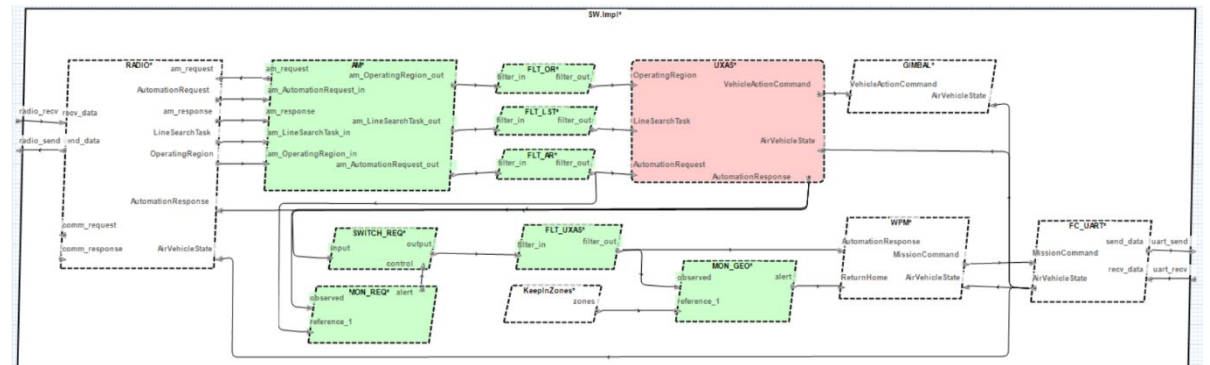 SW.Impl*
RADIO*
am_request
AutomationRequest
am_response
LineSearchTask
OperatingRegion
AutomationResponse
AirVehicleState
radio_recv
recv_data
radio_send
end_data
comm_request
comm_response
AM*
am_request
am_OperatingRegion_out
am_AutomationRequest_in
am_response
am_LineSearchTask_out
am_LineSearchTask_in
am_OperatingRegion_in
am_AutomationRequest_out
FLT_OR*
filter_in
filter_out
FLT_LST*
filter_in
filter_out
FLT_AR*
filter_in
filter_out
UXAS*
OperatingRegion
VehicleActionCommand
LineSearchTask
AirVehicleState
AutomationRequest
AutomationResponse
GIMBAL*
VehicleActionCommand
AirVehicleState
SWITCH_REQ*
input
output
control
FLT_UXAS*
filter_in
filter_out
MON_REQ*
alert
observed
reference_1
KeepInZones*
zones
MON_GEO*
observed
alert
reference_1
WPM*
AutomationResponse
MissionCommand
ReturnHome
AirVehicleState
FC_UART*
send_data
uart_send
MissionCommand
recv_data
uart_recv
AirVehicleState